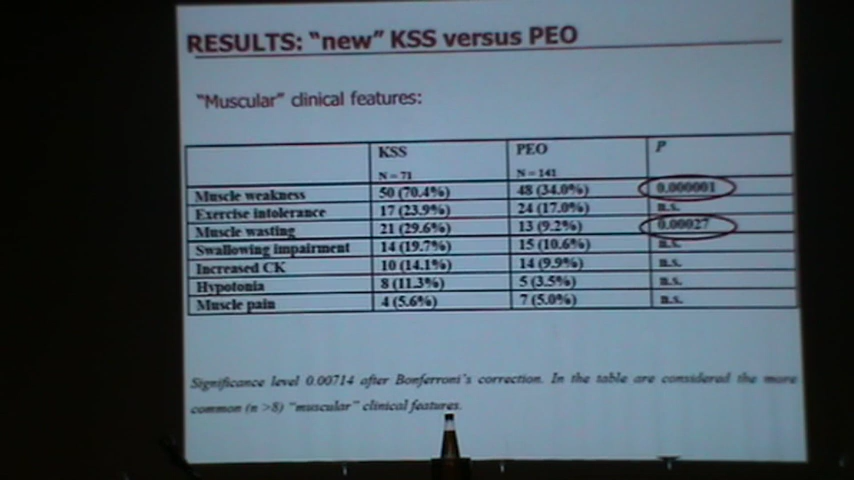 RESULTS: “new” KSS versus PEO
“Muscular” clinical features:
KSS PEO P
N = 71 N = 141
Muscle weakness 50 (70.4%) 48 (34.0%) 0.000001
Exercise intolerance 17 (23.9%) 24 (17.0%) n.s.
Muscle wasting 21 (29.6%) 13 (9.2%) 0.00027
Swallowing impairment 14 (19.7%) 15 (10.6%) n.s.
Increased CK 10 (14.1%) 14 (9.9%) n.s.
Hypotonia 8 (11.3%) 5 (3.5%) n.s.
Muscle pain 4 (5.6%) 7 (5.0%) n.s.
Significance level 0.00714 after Bonferroni’s correction. In the table are considered the more
common (n >8) “muscular” clinical features.